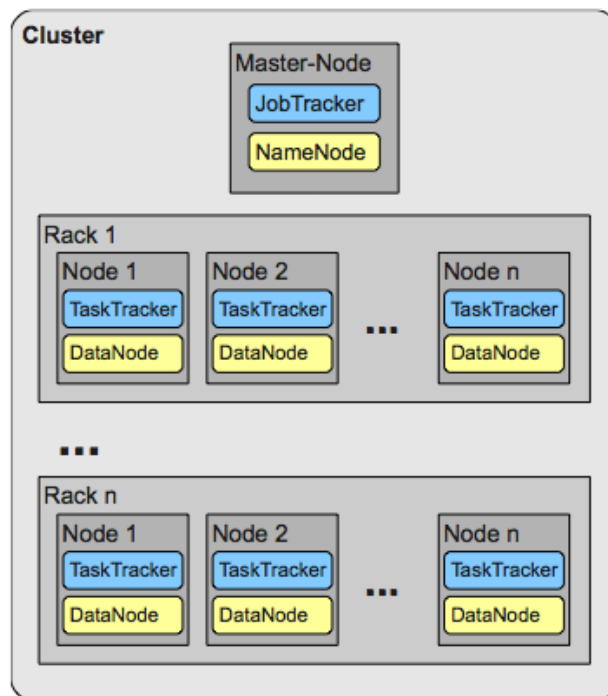 Cluster
Master-Node
JobTracker
NameNode
Rack 1
Node 1 Node 2 Node n
TaskTracker TaskTracker ... TaskTracker
DataNode DataNode DataNode
...
Rack n
Node 1 Node 2 Node n
TaskTracker TaskTracker ... TaskTracker
DataNode DataNode DataNode